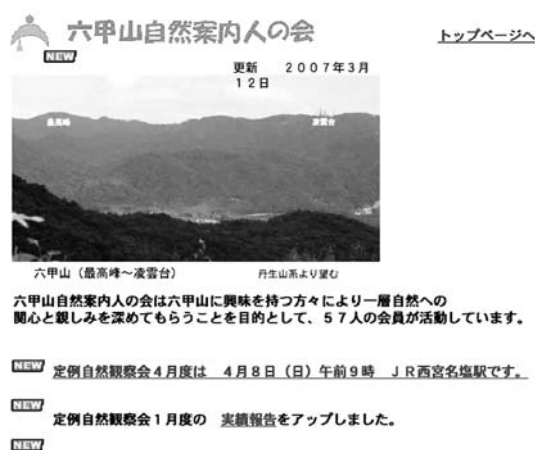 六甲山自然案内人の会
トップページへ
NEW
更新　２００７年３月
１２日
最高峰
凌雲台
六甲山（最高峰～凌雲台）
丹生山系より望む
六甲山自然案内人の会は六甲山に興味を持つ方々により一層自然への
関心と親しみを深めてもらうことを目的として、５７人の会員が活動しています。
NEW
定例自然観察会４月度は　４月８日（日）午前９時　ＪＲ西宮名塩駅です。
NEW
定例自然観察会１月度の　実績報告をアップしました。
NEW